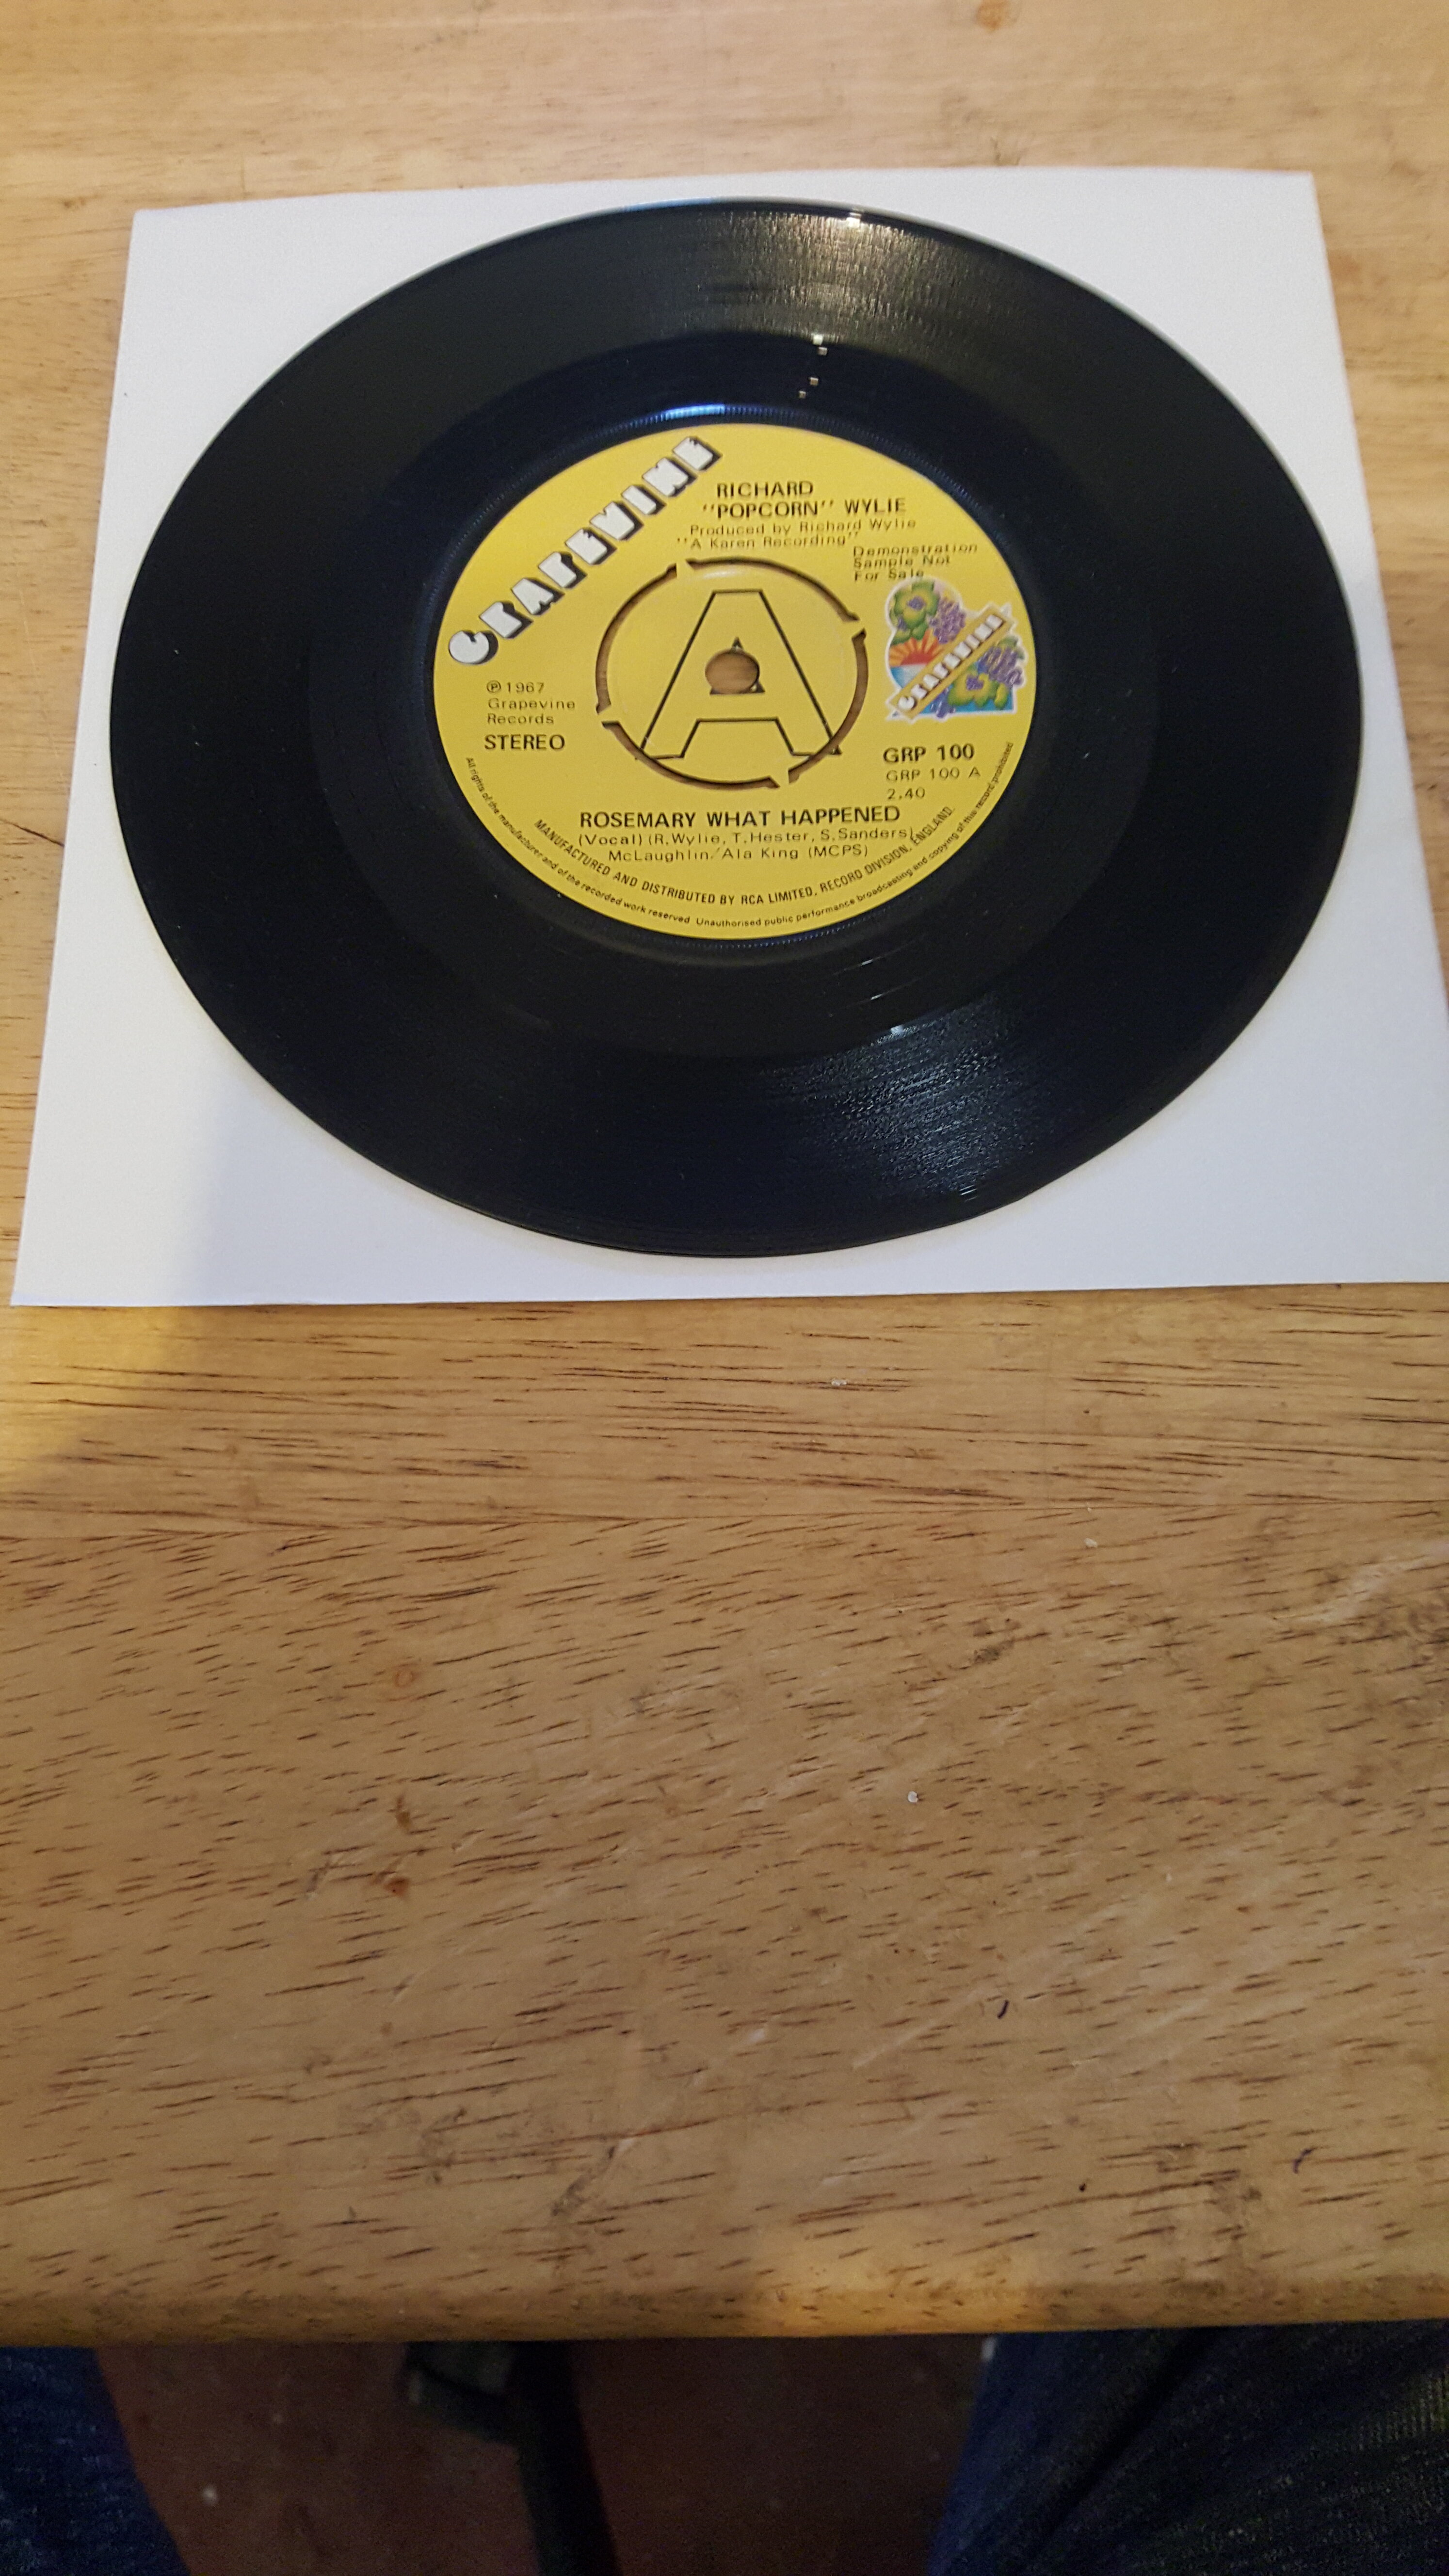 GRAPEVINE
RICHARD
"POPCORN" WYLIE
Produced by Richard Wylie
"A Karen Recording"
Demonstration
Sample Not
For Sale
GRAPEVINE
A
℗ 1967
Grapevine
Records
STEREO
GRP 100
GRP 100 A
2.40
ROSEMARY WHAT HAPPENED
(Vocal) (R.Wylie, T.Hester, S.Sanders)
McLaughlin/Ala King (MCPS)
MANUFACTURED AND DISTRIBUTED BY RCA LIMITED, RECORD DIVISION, ENGLAND.
All rights of the manufacturer and of the recorded work reserved Unauthorised public performance broadcasting and copying of this record prohibited